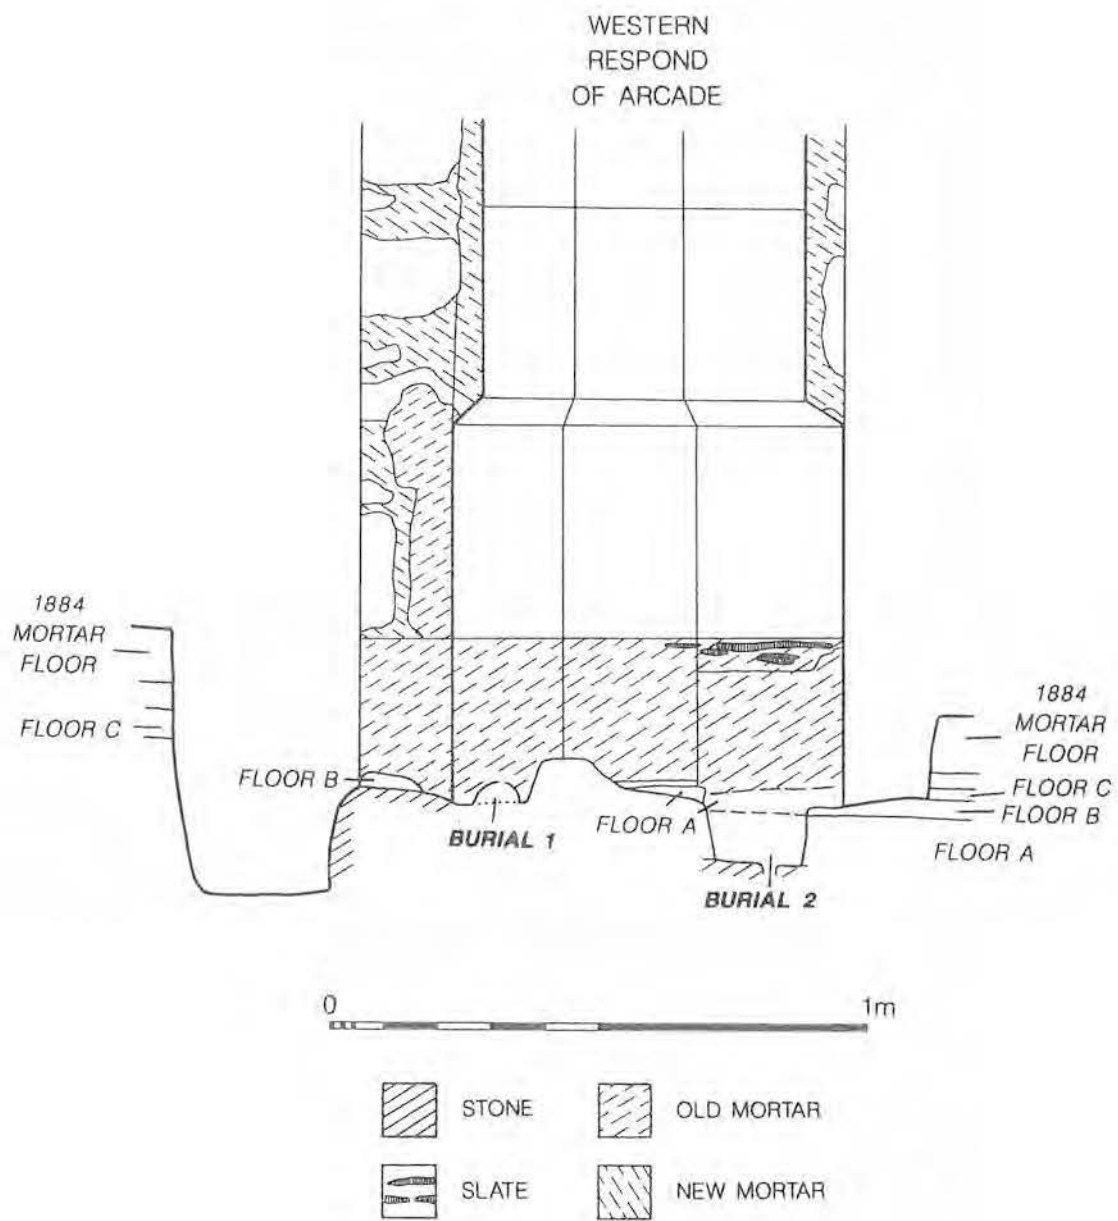 WESTERN
RESPOND
OF ARCADE
1884
MORTAR
FLOOR
FLOOR C
FLOOR B
BURIAL 1
FLOOR A
BURIAL 2
1884
MORTAR
FLOOR
FLOOR C
FLOOR B
FLOOR A
0 1m
STONE
OLD MORTAR
SLATE
NEW MORTAR